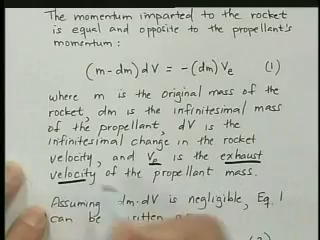 The momentum imparted to the rocket
is equal and opposite to the propellant's
momentum:
(m-dm) dV = -(dm) Ve (1)
where m is the original mass of the
rocket, dm is the infinitesimal mass
of the propellant, dV is the
infinitesimal change in the rocket
velocity, and Ve is the exhaust
velocity of the propellant mass.
Assuming dm·dV is negligible, Eq. 1
can be written